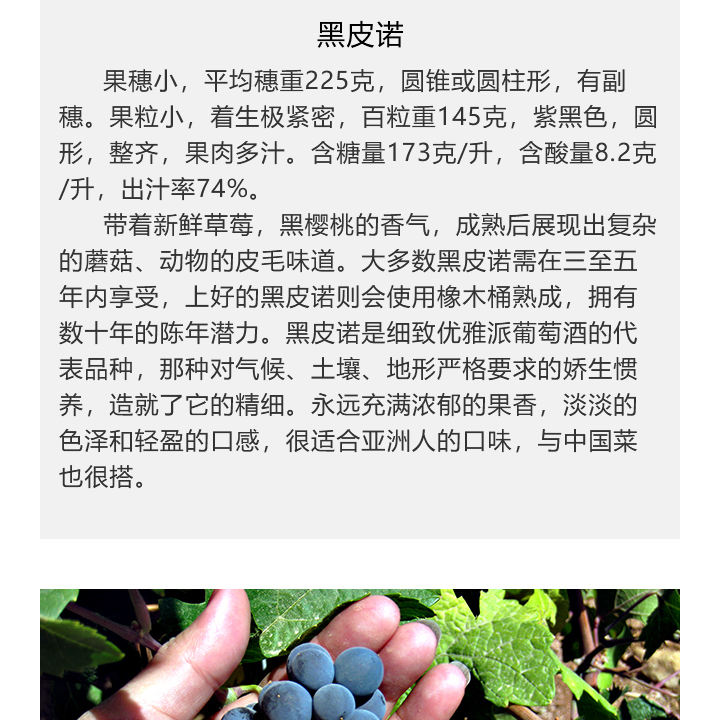 黑皮诺
果穗小，平均穗重225克，圆锥或圆柱形，有副
穗。果粒小，着生极紧密，百粒重145克，紫黑色，圆
形，整齐，果肉多汁。含糖量173克/升，含酸量8.2克
/升，出汁率74%。
带着新鲜草莓，黑樱桃的香气，成熟后展现出复杂
的蘑菇、动物的皮毛味道。大多数黑皮诺需在三至五
年内享受，上好的黑皮诺则会使用橡木桶熟成，拥有
数十年的陈年潜力。黑皮诺是细致优雅派葡萄酒的代
表品种，那种对气候、土壤、地形严格要求的娇生惯
养，造就了它的精细。永远充满浓郁的果香，淡淡的
色泽和轻盈的口感，很适合亚洲人的口味，与中国菜
也很搭。